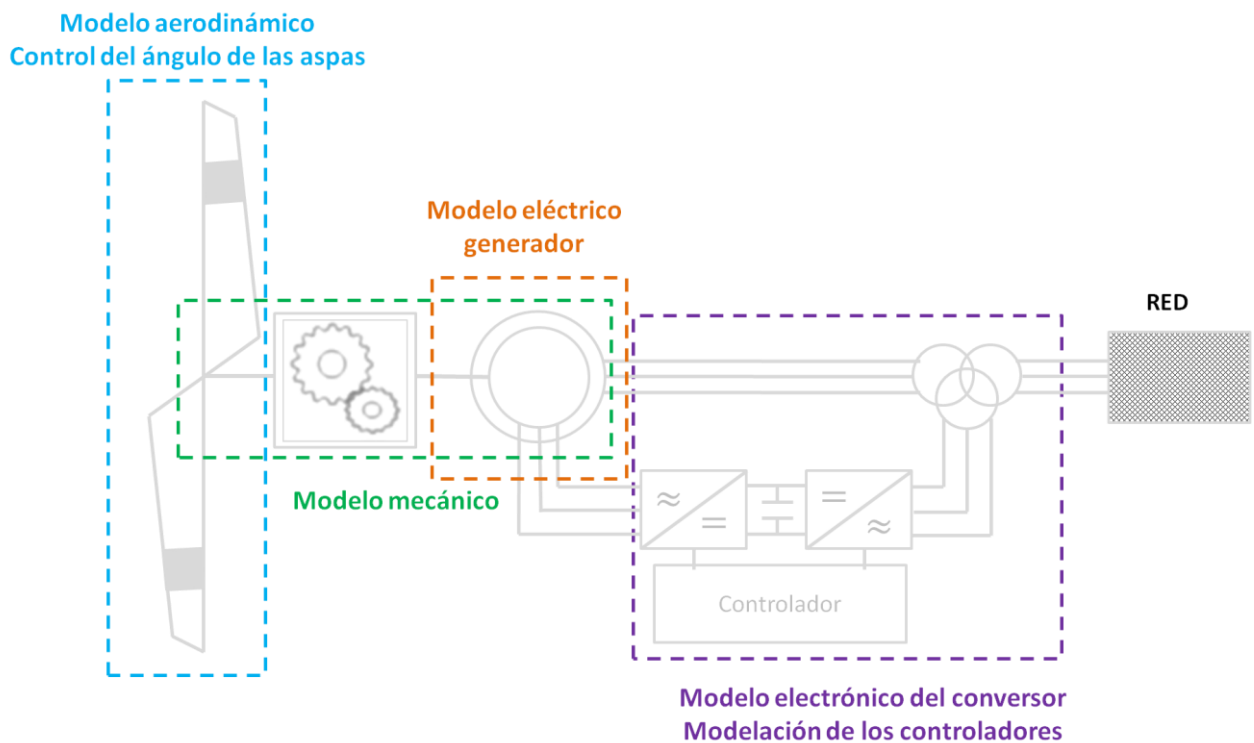 Modelo aerodinámico
Control del ángulo de las aspas
Modelo eléctrico
generador
RED
Modelo mecánico
Controlador
Modelo electrónico del conversor
Modelación de los controladores